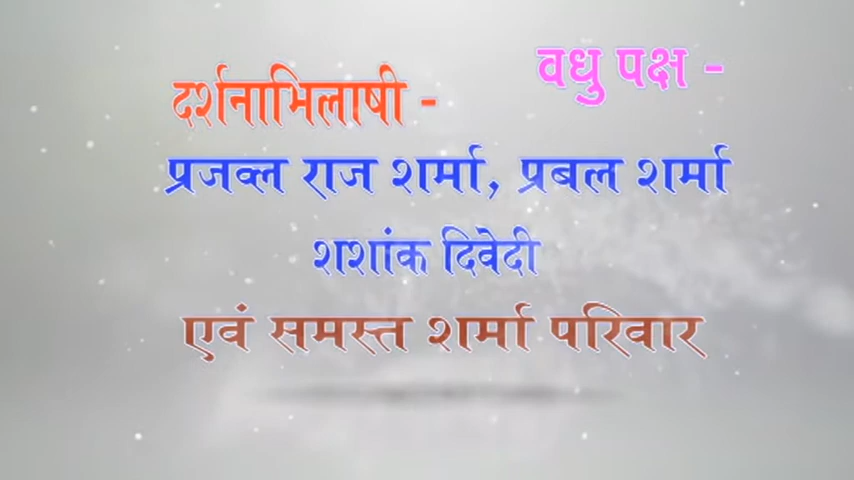 वधु पक्ष -
दर्शनाभिलाषी -
प्रजव्ल राज शर्मा, प्रबल शर्मा
शशांक दिवेदी
एवं समस्त शर्मा परिवार